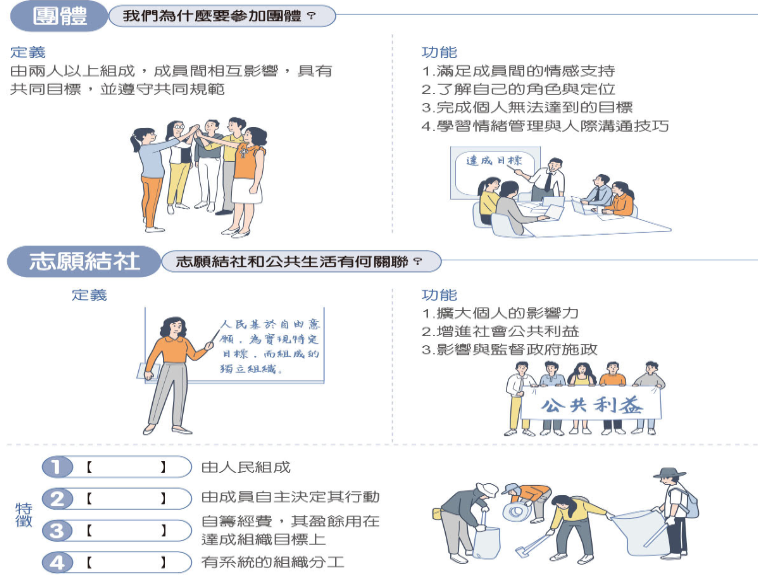 團體
我們為什麼要參加團體？
定義
由兩人以上組成，成員間相互影響，具有
共同目標，並遵守共同規範
功能
1.滿足成員間的情感支持
2.了解自己的角色與定位
3.完成個人無法達到的目標
4.學習情緒管理與人際溝通技巧
達成目標
志願結社
志願結社和公共生活有何關聯？
定義
人民基於自由意
願，為實現特定
目標，而組成的
獨立組織。
功能
1.擴大個人的影響力
2.增進社會公共利益
3.影響與監督政府施政
公共利益
特徵
1【　　　】由人民組成
2【　　　】由成員自主決定其行動
3【　　　】自籌經費，其盈餘用在
達成組織目標上
4【　　　】有系統的組織分工